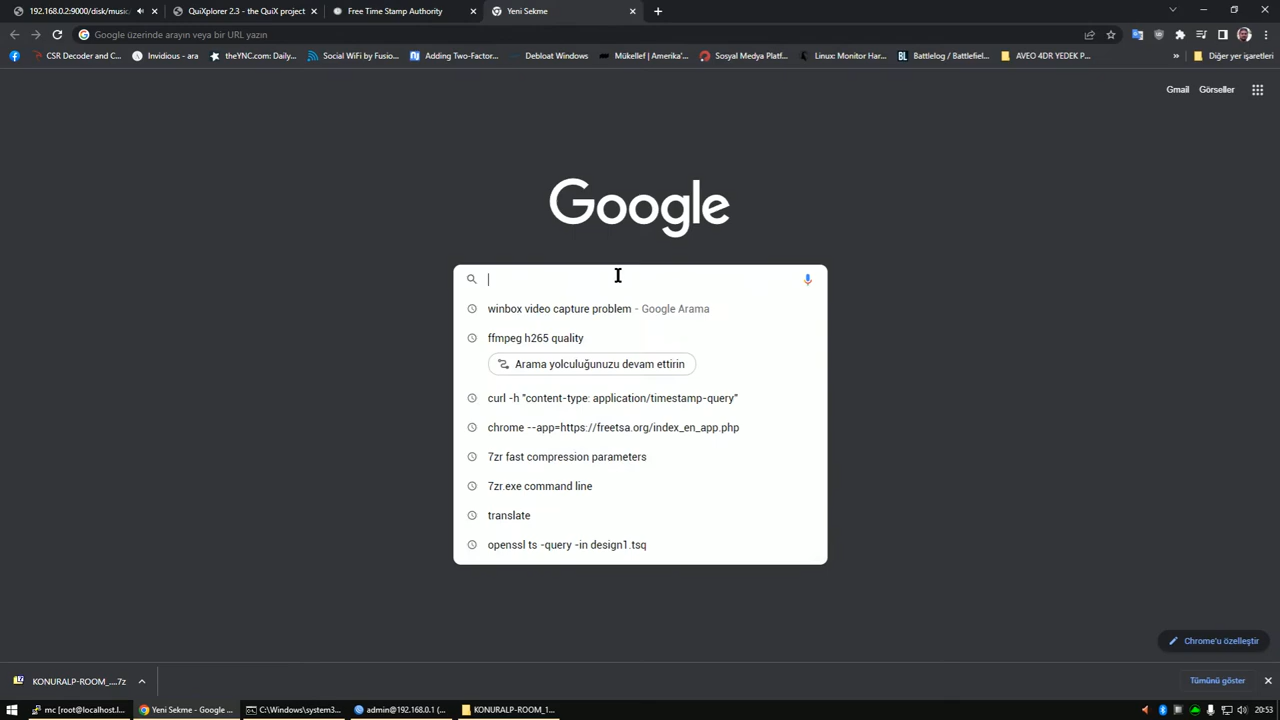 192.168.0.2:9000/disk/music
QuiXplorer 2.3 - the QuiX project
Free Time Stamp Authority
Yeni Sekme
Google üzerinde arayın veya bir URL yazın
CSR Decoder and C...
Invidious - ara
theYNC.com: Daily...
Social WiFi by Fusio...
Adding Two-Factor...
Debloat Windows
Mükellef | Amerika'...
Sosyal Medya Platf...
Linux: Monitor Har...
BL
Battlelog / Battlefiel...
AVEO 4DR YEDEK P...
»
Diğer yer işaretleri
Gmail
Görseller
Google
winbox video capture problem - Google Arama
ffmpeg h265 quality
Arama yolculuğunuzu devam ettirin
curl -h "content-type: application/timestamp-query"
chrome --app=https://freetsa.org/index_en_app.php
7zr fast compression parameters
7zr.exe command line
translate
openssl ts -query -in design1.tsq
Chrome'u özelleştir
KONURALP-ROOM_....7z
Tümünü göster
mc [root@localhost.l...
Yeni Sekme - Google ...
C:\Windows\system3...
admin@192.168.0.1 (...
KONURALP-ROOM_1...
20:53